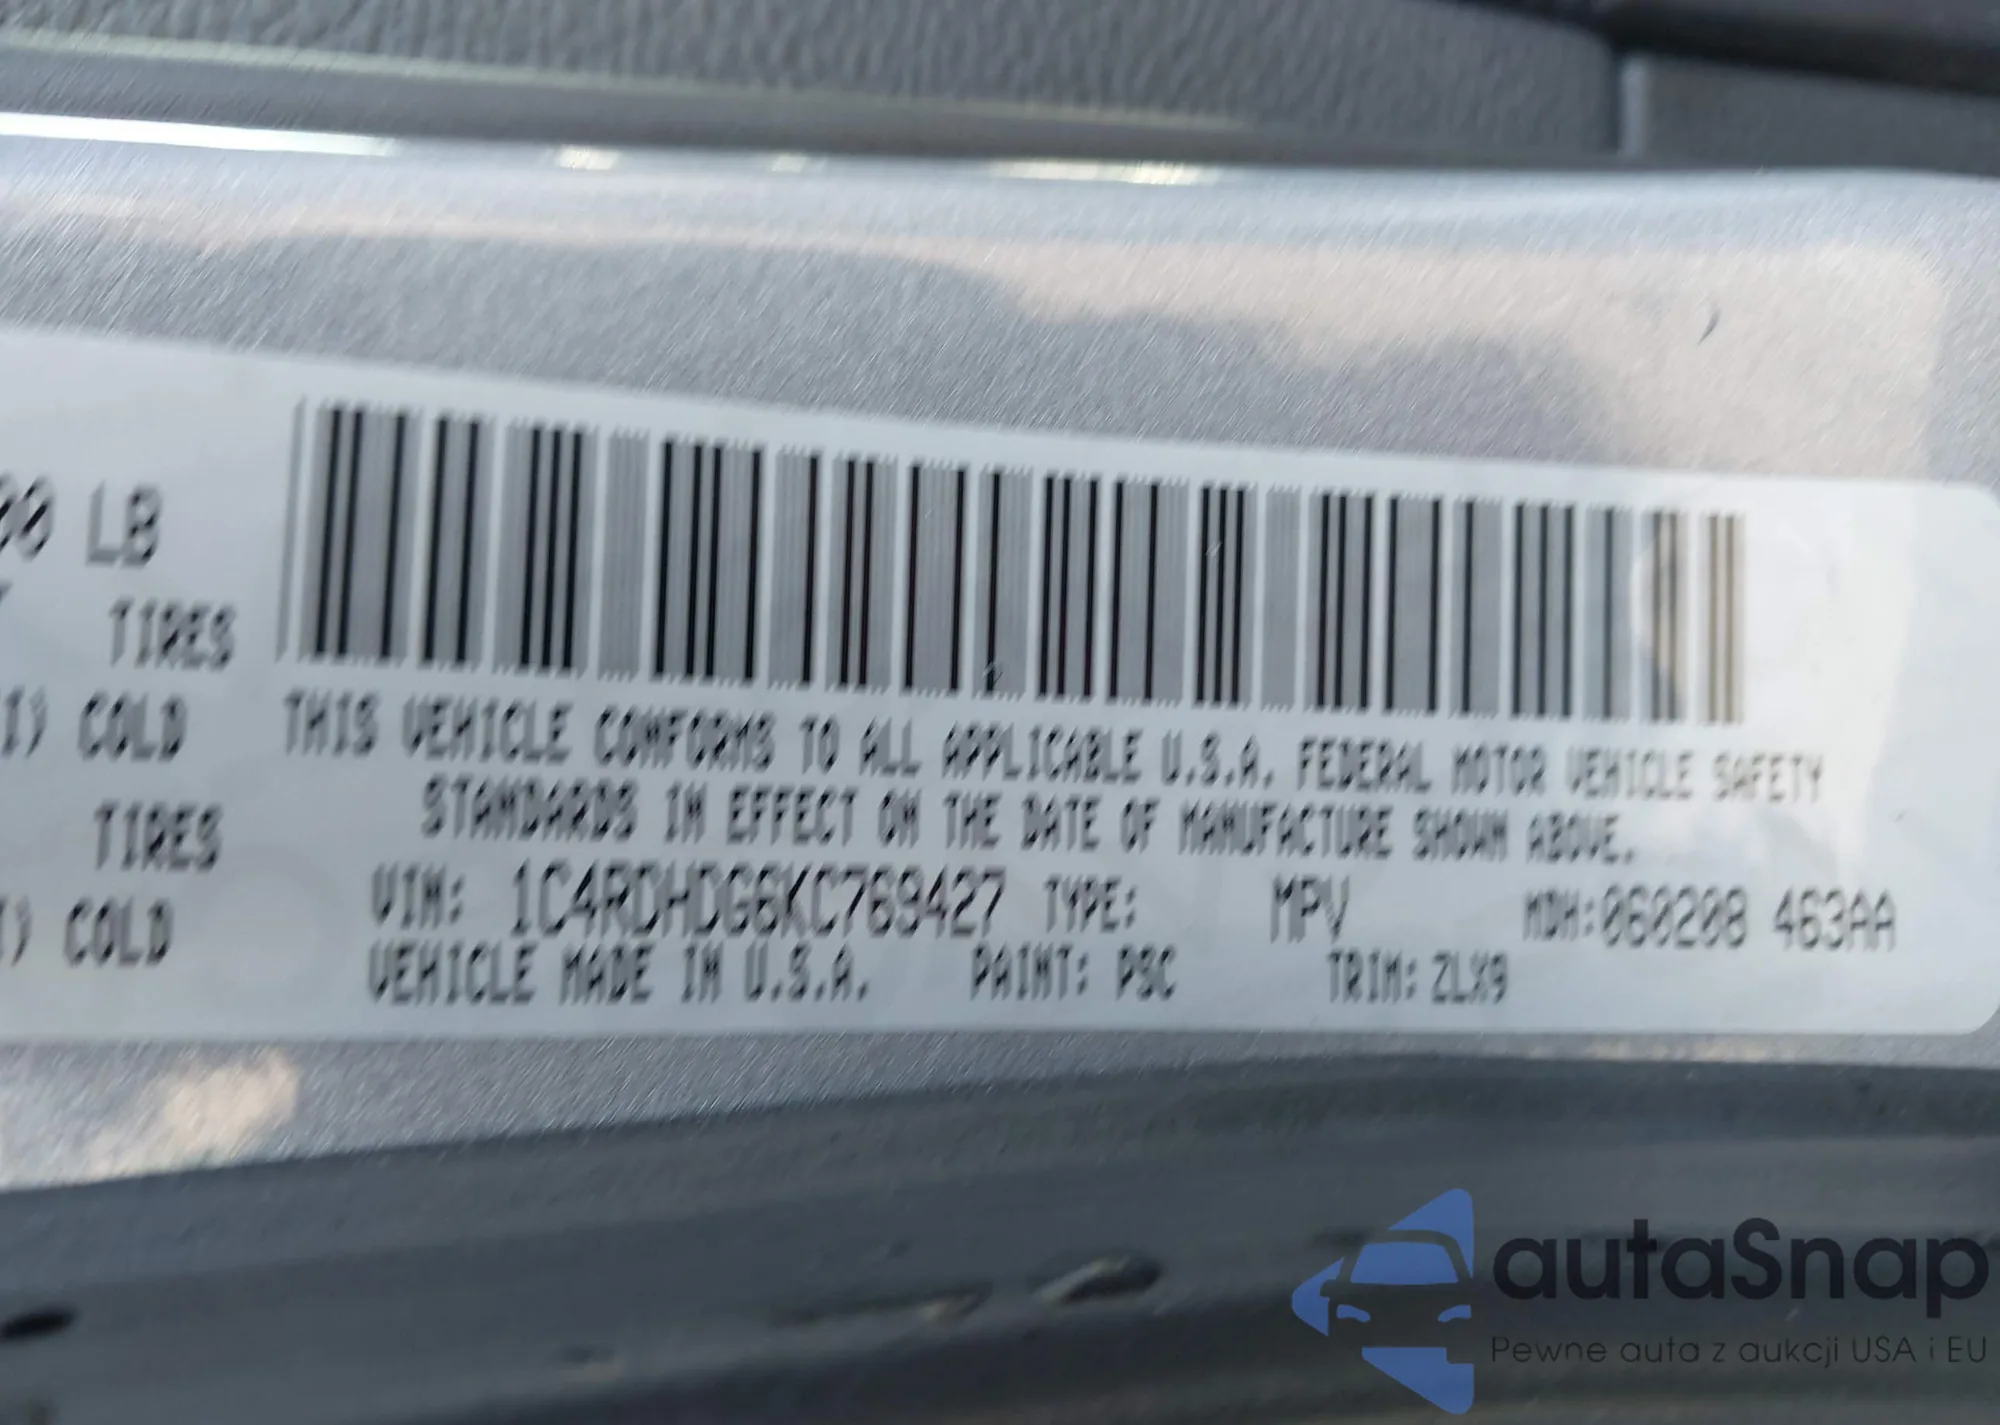 00 LB
TIRES
I) COLD
TIRES
I) COLD
THIS VEHICLE CONFORMS TO ALL APPLICABLE U.S.A. FEDERAL MOTOR VEHICLE SAFETY
STANDARDS IN EFFECT ON THE DATE OF MANUFACTURE SHOWN ABOVE.
VIN: 1C4RDHDG6KC769427 TYPE: MPV MDH:060208 463AA
VEHICLE MADE IN U.S.A. PAINT: PSC TRIM: ZLX9
autaSnap
Pewne auta z aukcji USA i EU